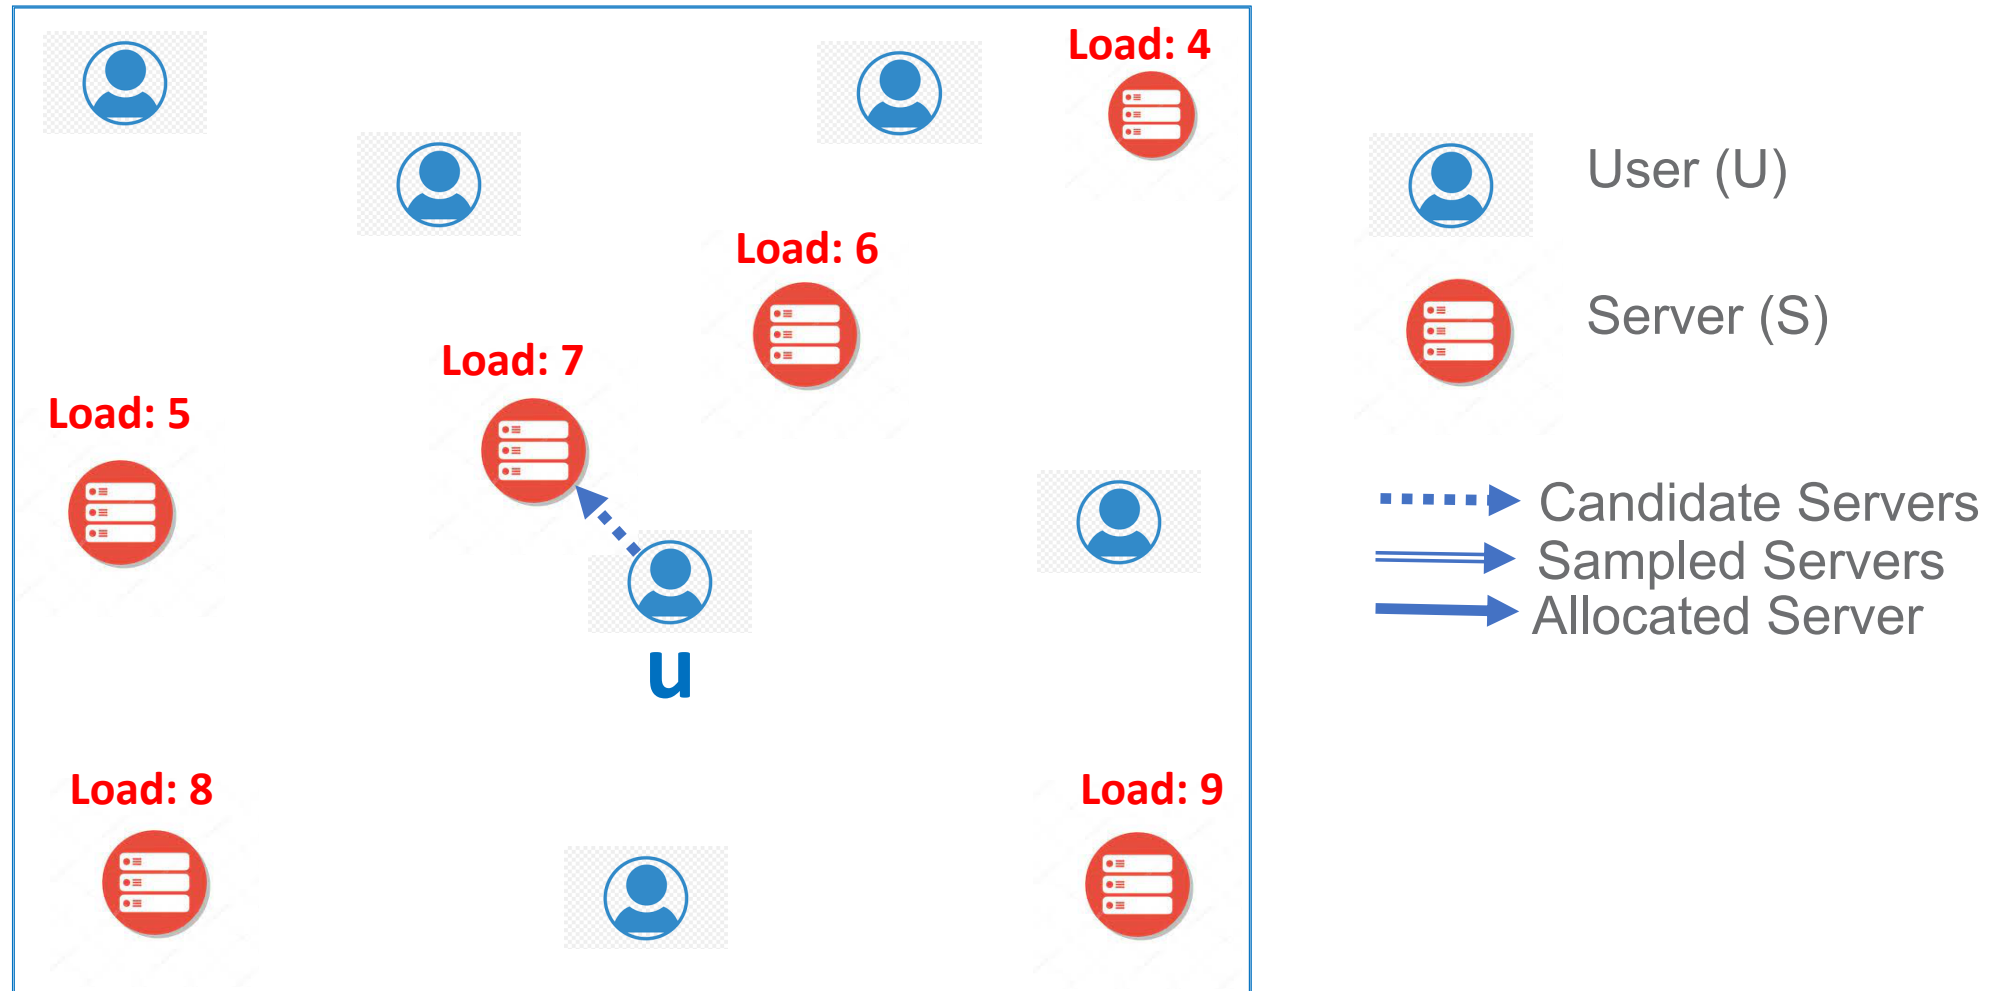 Load: 4
Load: 6
Load: 7
Load: 5
u
Load: 8
Load: 9
User (U)
Server (S)
Candidate Servers
Sampled Servers
Allocated Server